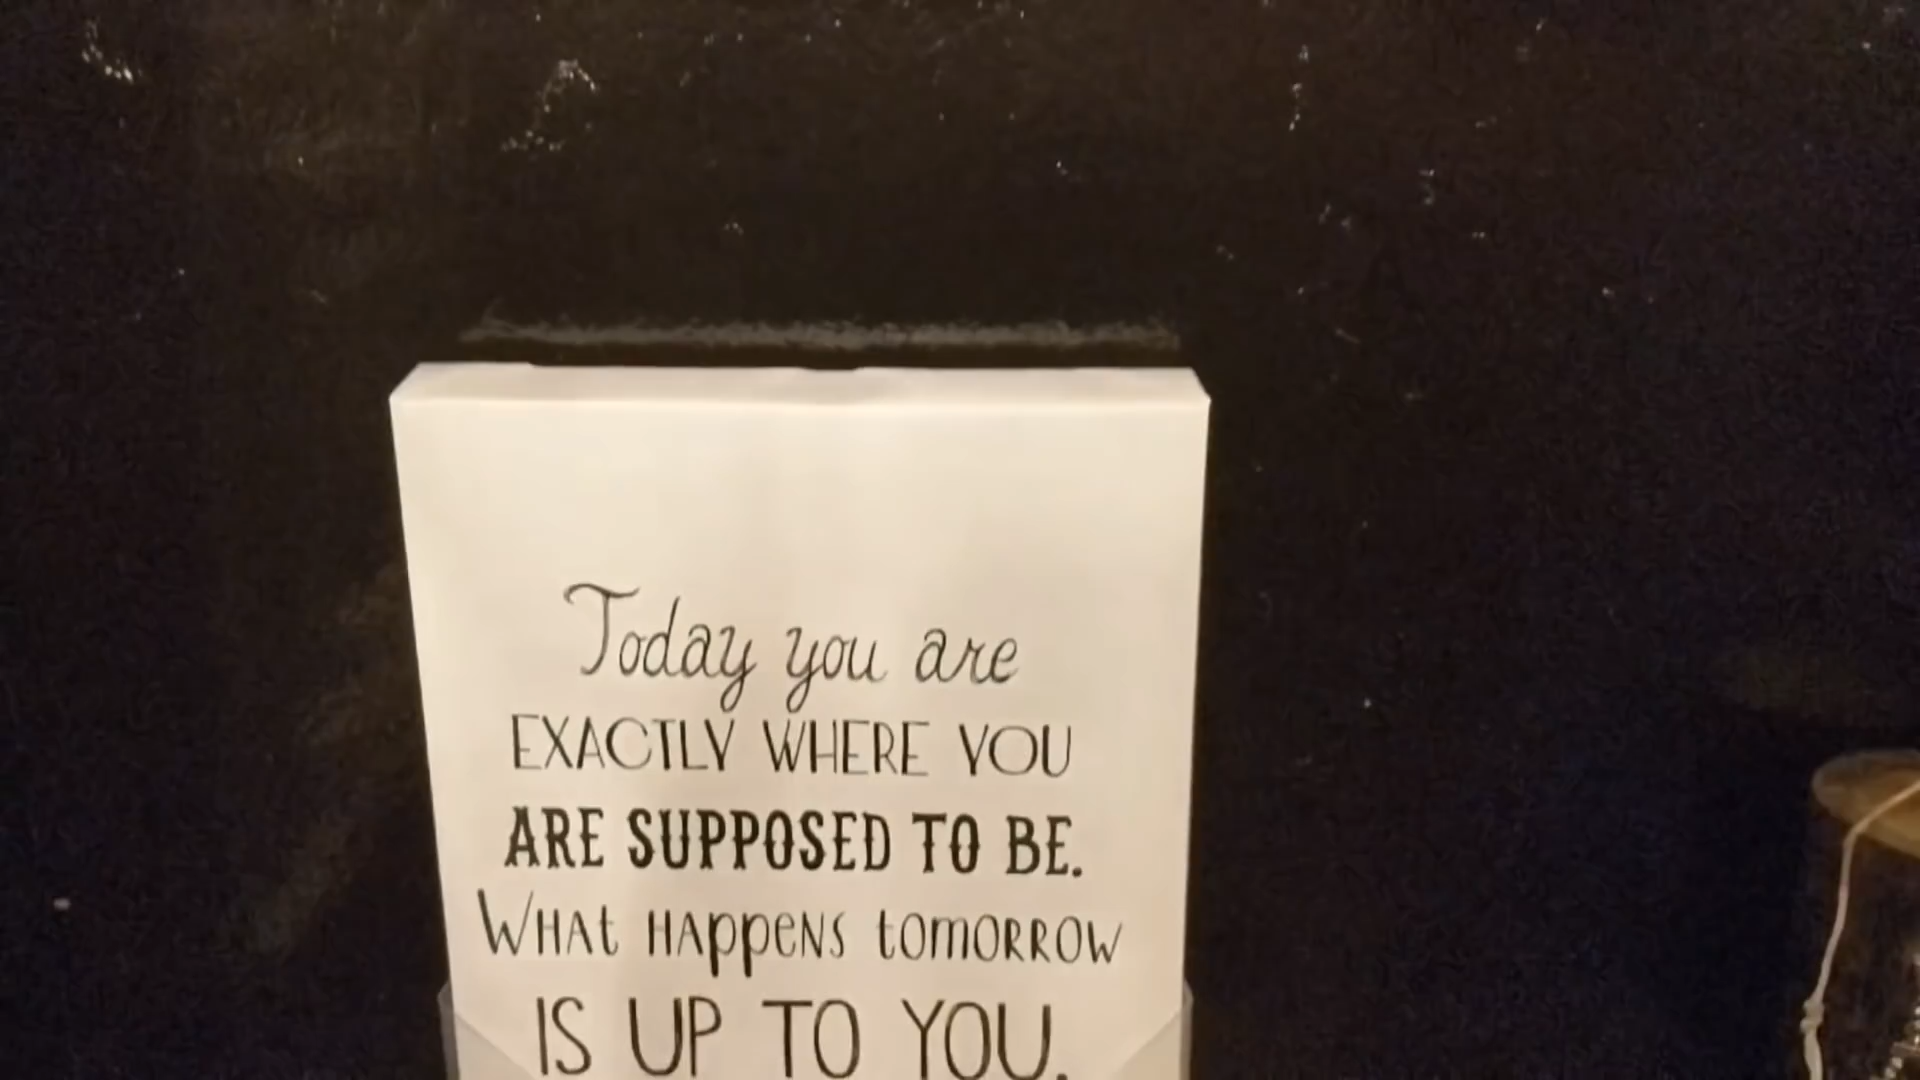 Today you are
EXACTLY WHERE YOU
ARE SUPPOSED TO BE.
WHAt HAppeNS tomORROW
IS UP TO YOU.